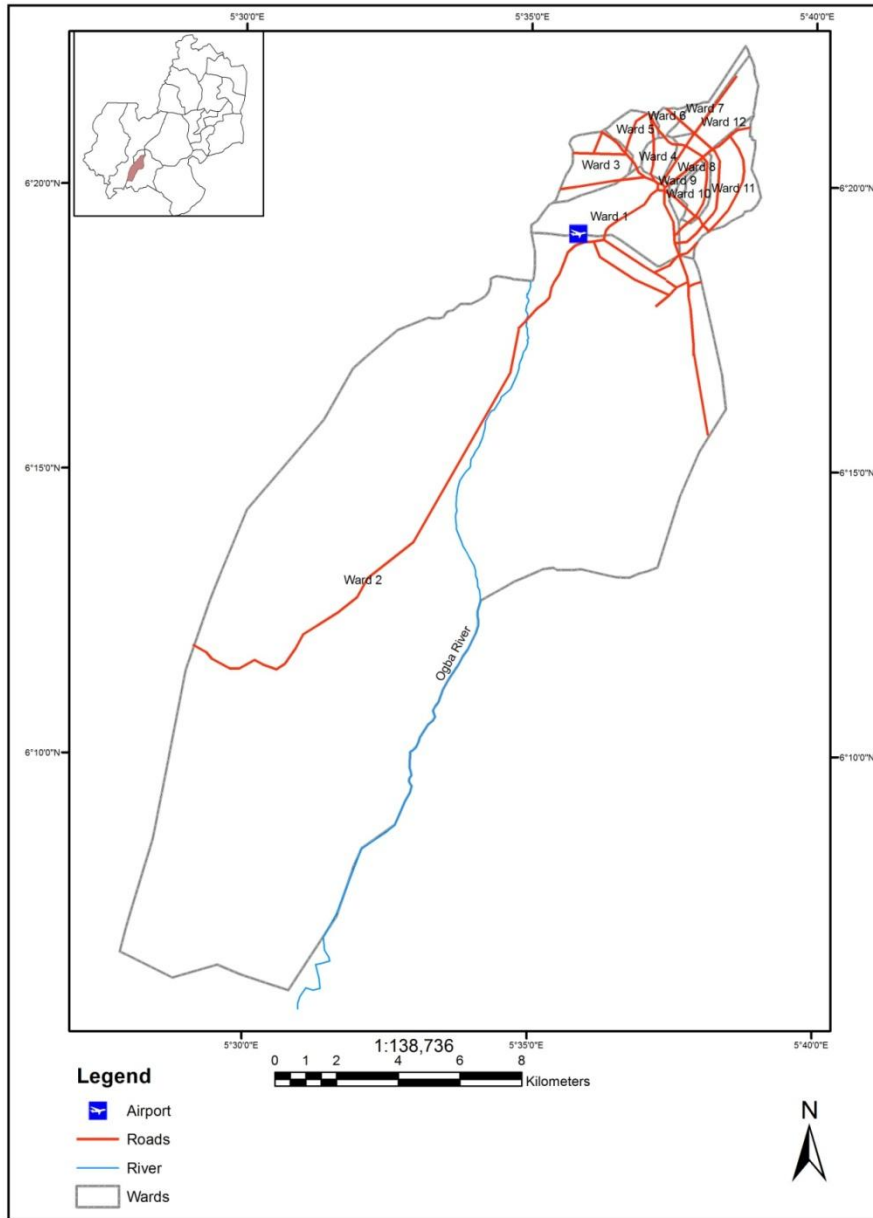 5°30'0"E
5°35'0"E
5°40'0"E
Ward 7
Ward 6
Ward 12
Ward 5
Ward 4
Ward 8
Ward 3
Ward 9
Ward 11
Ward 10
6°20'0"N
6°20'0"N
Ward 1
6°15'0"N
6°15'0"N
Ward 2
Ogba River
6°10'0"N
6°10'0"N
5°30'0"E
5°35'0"E
5°40'0"E
1:138,736
0 1 2 4 6 8
Kilometers
Legend
Airport
Roads
River
Wards
N